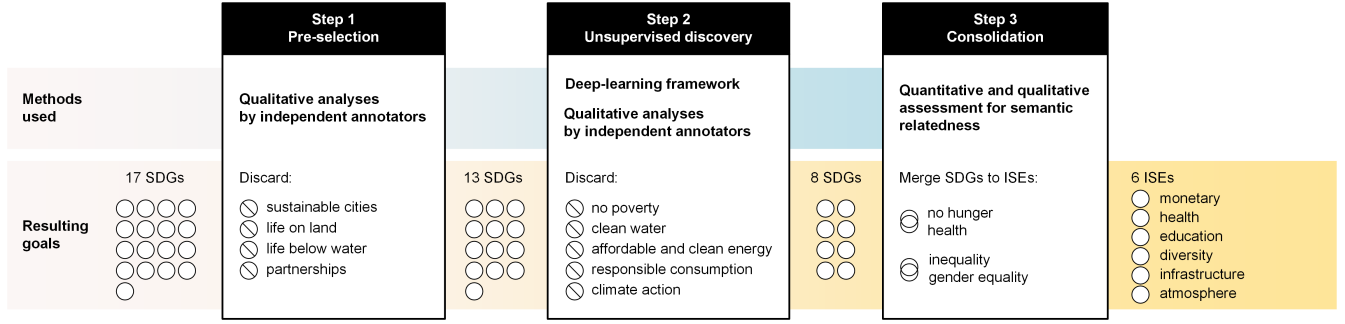 Step 1
Pre-selection
Step 2
Unsupervised discovery
Step 3
Consolidation
Methods
used
Qualitative analyses
by independent annotators
Deep-learning framework
Qualitative analyses
by independent annotators
Quantitative and qualitative
assessment for semantic
relatedness
Resulting
goals
17 SDGs
Discard:
sustainable cities
life on land
life below water
partnerships
13 SDGs
Discard:
no poverty
clean water
affordable and clean energy
responsible consumption
climate action
8 SDGs
Merge SDGs to ISEs:
no hunger
health
inequality
gender equality
6 ISEs
monetary
health
education
diversity
infrastructure
atmosphere